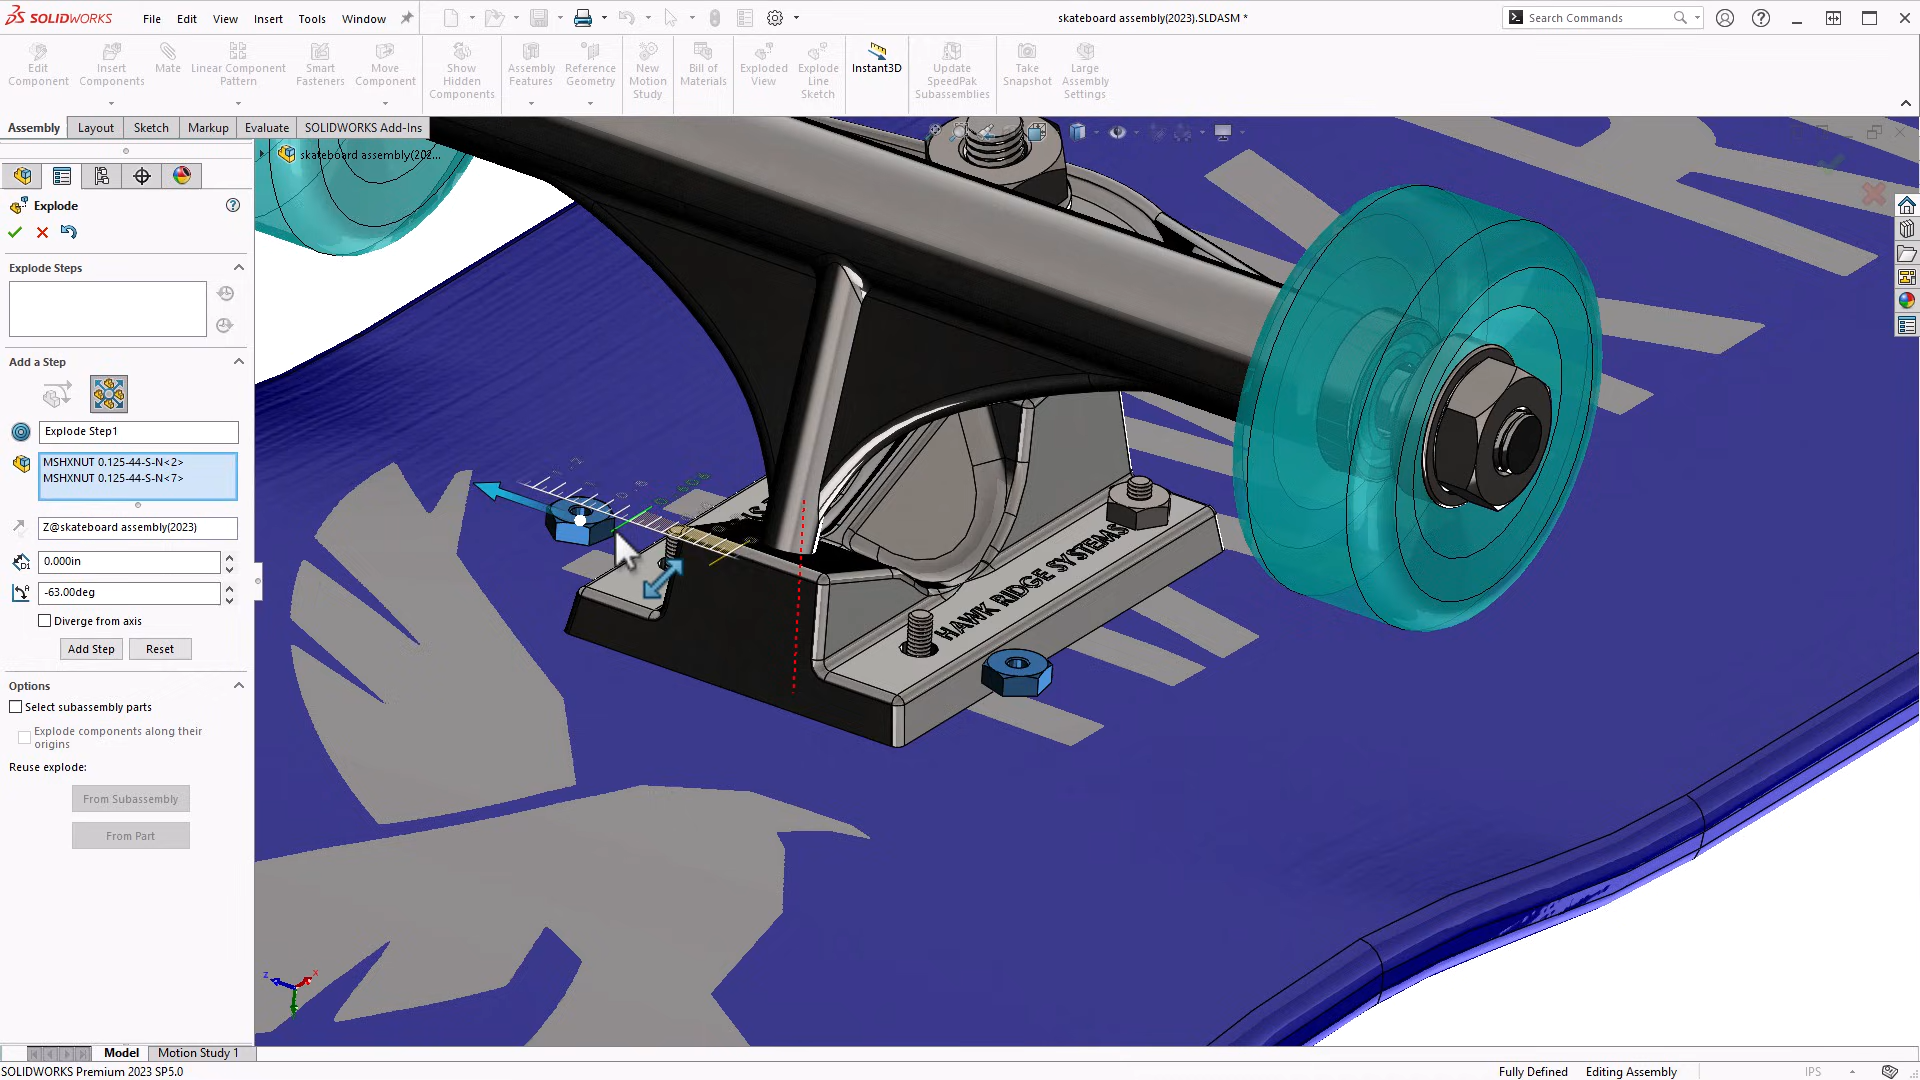 SOLIDWORKS
File Edit View Insert Tools Window
skateboard assembly(2023).SLDASM *
Search Commands
Edit Component
Insert Components
Mate
Linear Component Pattern
Smart Fasteners
Move Component
Show Hidden Components
Assembly Features
Reference Geometry
New Motion Study
Bill of Materials
Exploded View
Explode Line Sketch
Instant3D
Update SpeedPak Subassemblies
Take Snapshot
Large Assembly Settings
Assembly Layout Sketch Markup Evaluate SOLIDWORKS Add-Ins
skateboard assembly(202...
Explode
Explode Steps
Add a Step
Explode Step1
MSHXNUT 0.125-44-S-N<2>
MSHXNUT 0.125-44-S-N<7>
Z@skateboard assembly(2023)
D1
0.000in
-63.00deg
Diverge from axis
Add Step Reset
Options
Select subassembly parts
Explode components along their
origins
Reuse explode:
From Subassembly
From Part
HAWK RIDGE SYSTEMS
Z X
Model Motion Study 1
SOLIDWORKS Premium 2023 SP5.0
Fully Defined Editing Assembly IPS